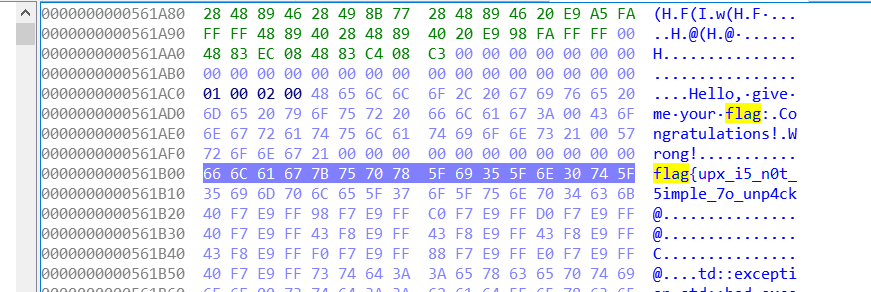 0000000000561A80 28 48 89 46 28 49 8B 77 28 48 89 46 20 E9 A5 FA (H.F(I.w(H.F·...
0000000000561A90 FF FF 48 89 40 28 48 89 40 20 E9 98 FA FF FF 00 ..H.@(H.@·......
0000000000561AA0 48 83 EC 08 48 83 C4 08 C3 00 00 00 00 00 00 00 H...............
0000000000561AB0 00 00 00 00 00 00 00 00 00 00 00 00 00 00 00 00 ................
0000000000561AC0 01 00 02 00 48 65 6C 6C 6F 2C 20 67 69 76 65 20 ....Hello,·give·
0000000000561AD0 6D 65 20 79 6F 75 72 20 66 6C 61 67 3A 00 43 6F me·your·flag:.Co
0000000000561AE0 6E 67 72 61 74 75 6C 61 74 69 6F 6E 73 21 00 57 ngratulations!.W
0000000000561AF0 72 6F 6E 67 21 00 00 00 00 00 00 00 00 00 00 00 rong!...........
0000000000561B00 66 6C 61 67 7B 75 70 78 5F 69 35 5F 6E 30 74 5F flag{upx_i5_n0t_
0000000000561B10 35 69 6D 70 6C 65 5F 37 6F 5F 75 6E 70 34 63 6B 5imple_7o_unp4ck
0000000000561B20 40 F7 E9 FF 98 F7 E9 FF C0 F7 E9 FF D0 F7 E9 FF @...............
0000000000561B30 40 F7 E9 FF 43 F8 E9 FF 43 F8 E9 FF 43 F8 E9 FF @...............
0000000000561B40 43 F8 E9 FF F0 F7 E9 FF 88 F7 E9 FF E0 F7 E9 FF C...............
0000000000561B50 40 F7 E9 FF 73 74 64 3A 3A 65 78 63 65 70 74 69 @....td::excepti